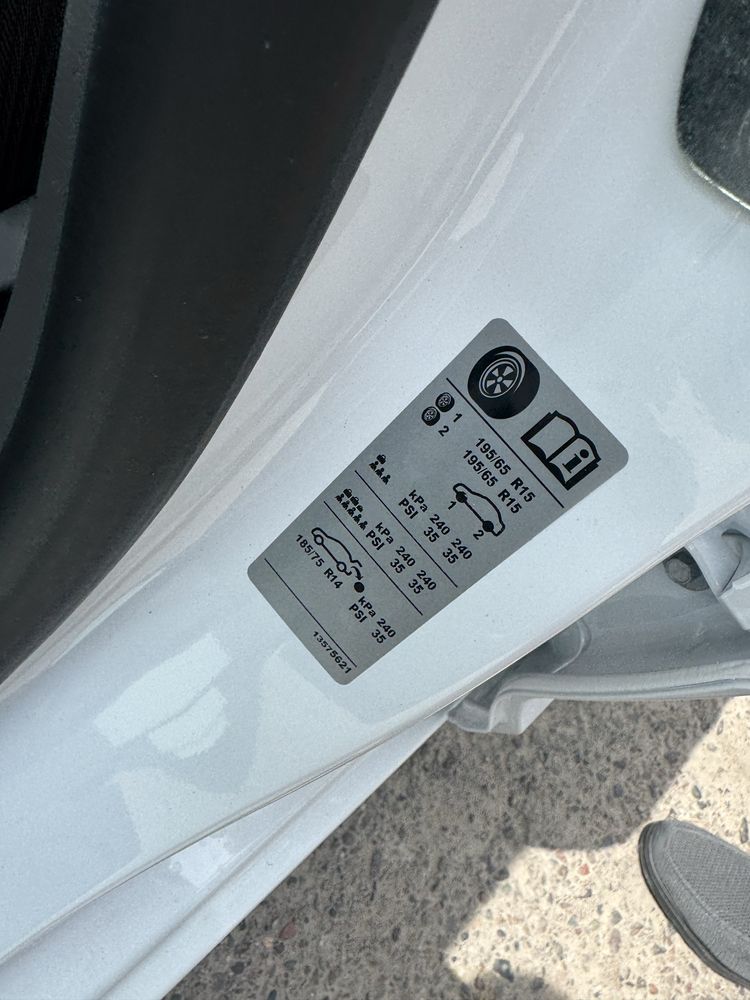 i
1 195/65 R15
2 195/65 R15
1 2
kPa 240 240
PSI 35 35
kPa 240 240
PSI 35 35
185/75 R14
kPa 240
PSI 35
13575621